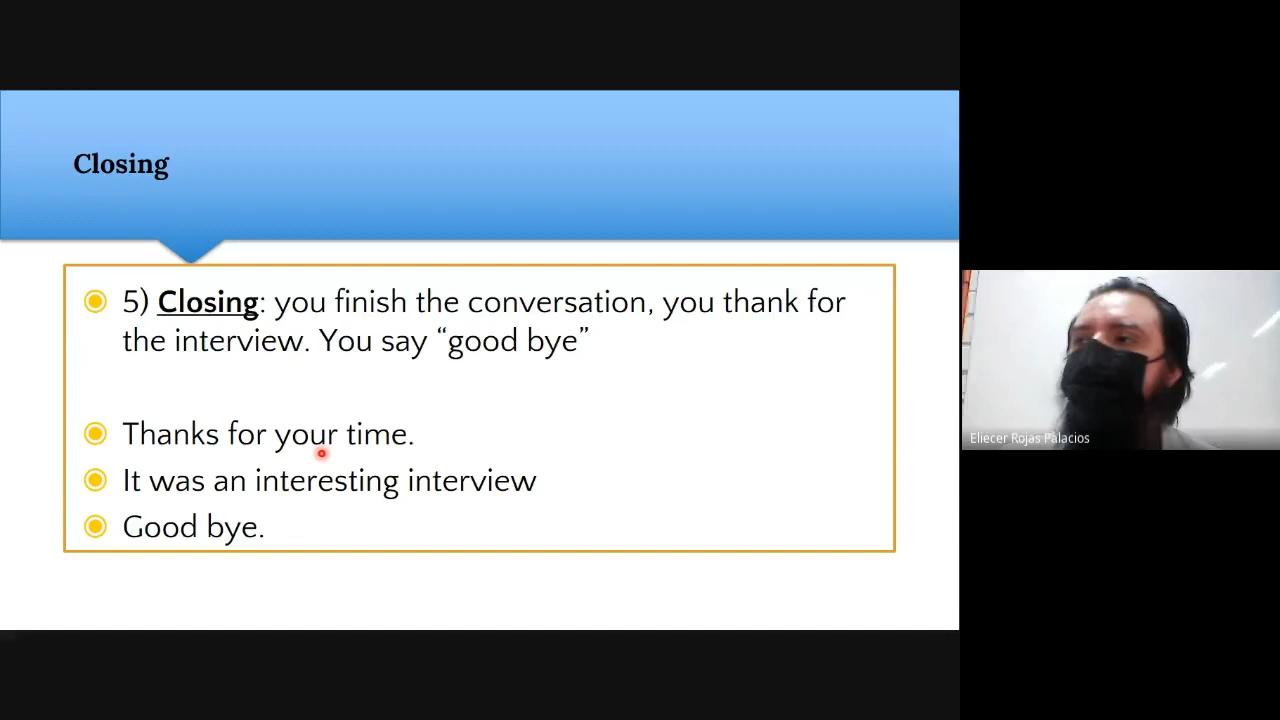 Closing
5) Closing: you finish the conversation, you thank for
the interview. You say “good bye”
Thanks for your time.
It was an interesting interview
Good bye.
Eliecer Rojas Palacios